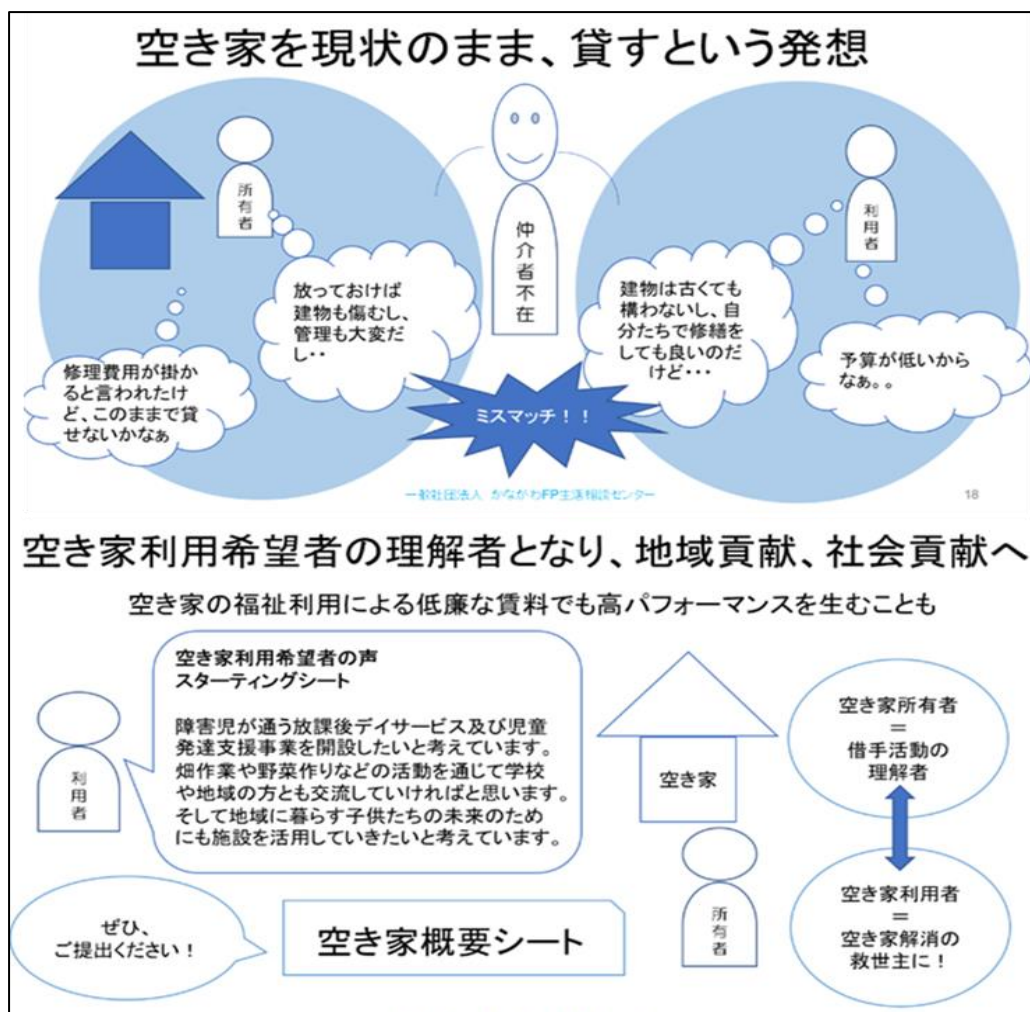 空き家を現状のまま、貸すという発想
所有者
放っておけば
建物も傷むし、
管理も大変だ
し・・
修理費用が掛か
ると言われたけ
ど、このままで貸
せないかなぁ
仲介者不在
ミスマッチ！！
利用者
建物は古くても
構わないし、自
分たちで修繕を
しても良いのだ
けど・・・
予算が低いから
なぁ。。
一般社団法人 かながわFP生活相談センター
18
空き家利用希望者の理解者となり、地域貢献、社会貢献へ
空き家の福祉利用による低廉な賃料でも高パフォーマンスを生むことも
利用者
空き家利用希望者の声
スターティングシート
障害児が通う放課後デイサービス及び児童
発達支援事業を開設したいと考えています。
畑作業や野菜作りなどの活動を通じて学校
や地域の方とも交流していければと思います。
そして地域に暮らす子供たちの未来のため
にも施設を活用していきたいと考えています。
空き家
所有者
空き家所有者
＝
借手活動の
理解者
空き家利用者
＝
空き家解消の
救世主に！
ぜひ、
ご提出ください！
空き家概要シート